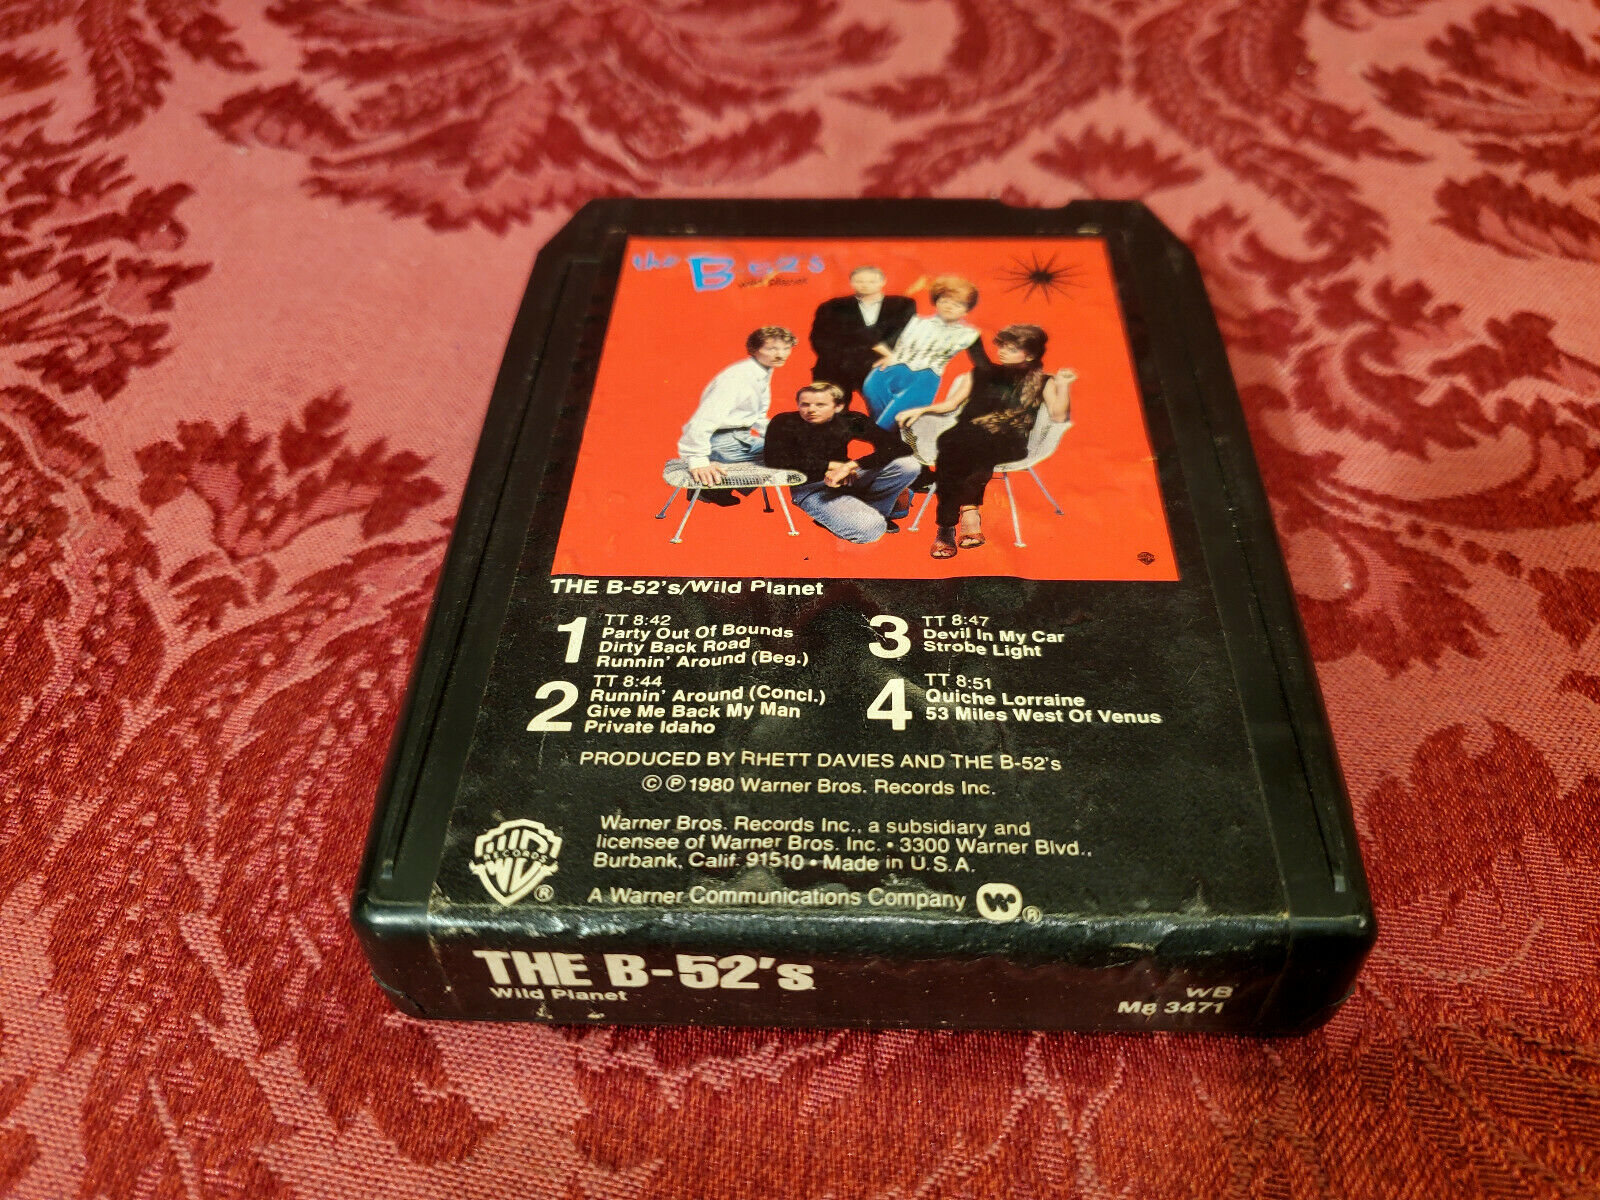 the B-52's
wild planet
THE B-52's/Wild Planet
1
TT 8:42
Party Out Of Bounds
Dirty Back Road
Runnin' Around (Beg.)
2
TT 8:44
Runnin' Around (Concl.)
Give Me Back My Man
Private Idaho
3
TT 8:47
Devil In My Car
Strobe Light
4
TT 8:51
Quiche Lorraine
53 Miles West Of Venus
PRODUCED BY RHETT DAVIES AND THE B-52's
© ℗ 1980 Warner Bros. Records Inc.
WB
RECORDS
®
Warner Bros. Records Inc., a subsidiary and
licensee of Warner Bros. Inc. • 3300 Warner Blvd.,
Burbank, Calif. 91510 • Made in U.S.A.
A Warner Communications Company ®
THE B-52's
Wild Planet
WB
M8 3471